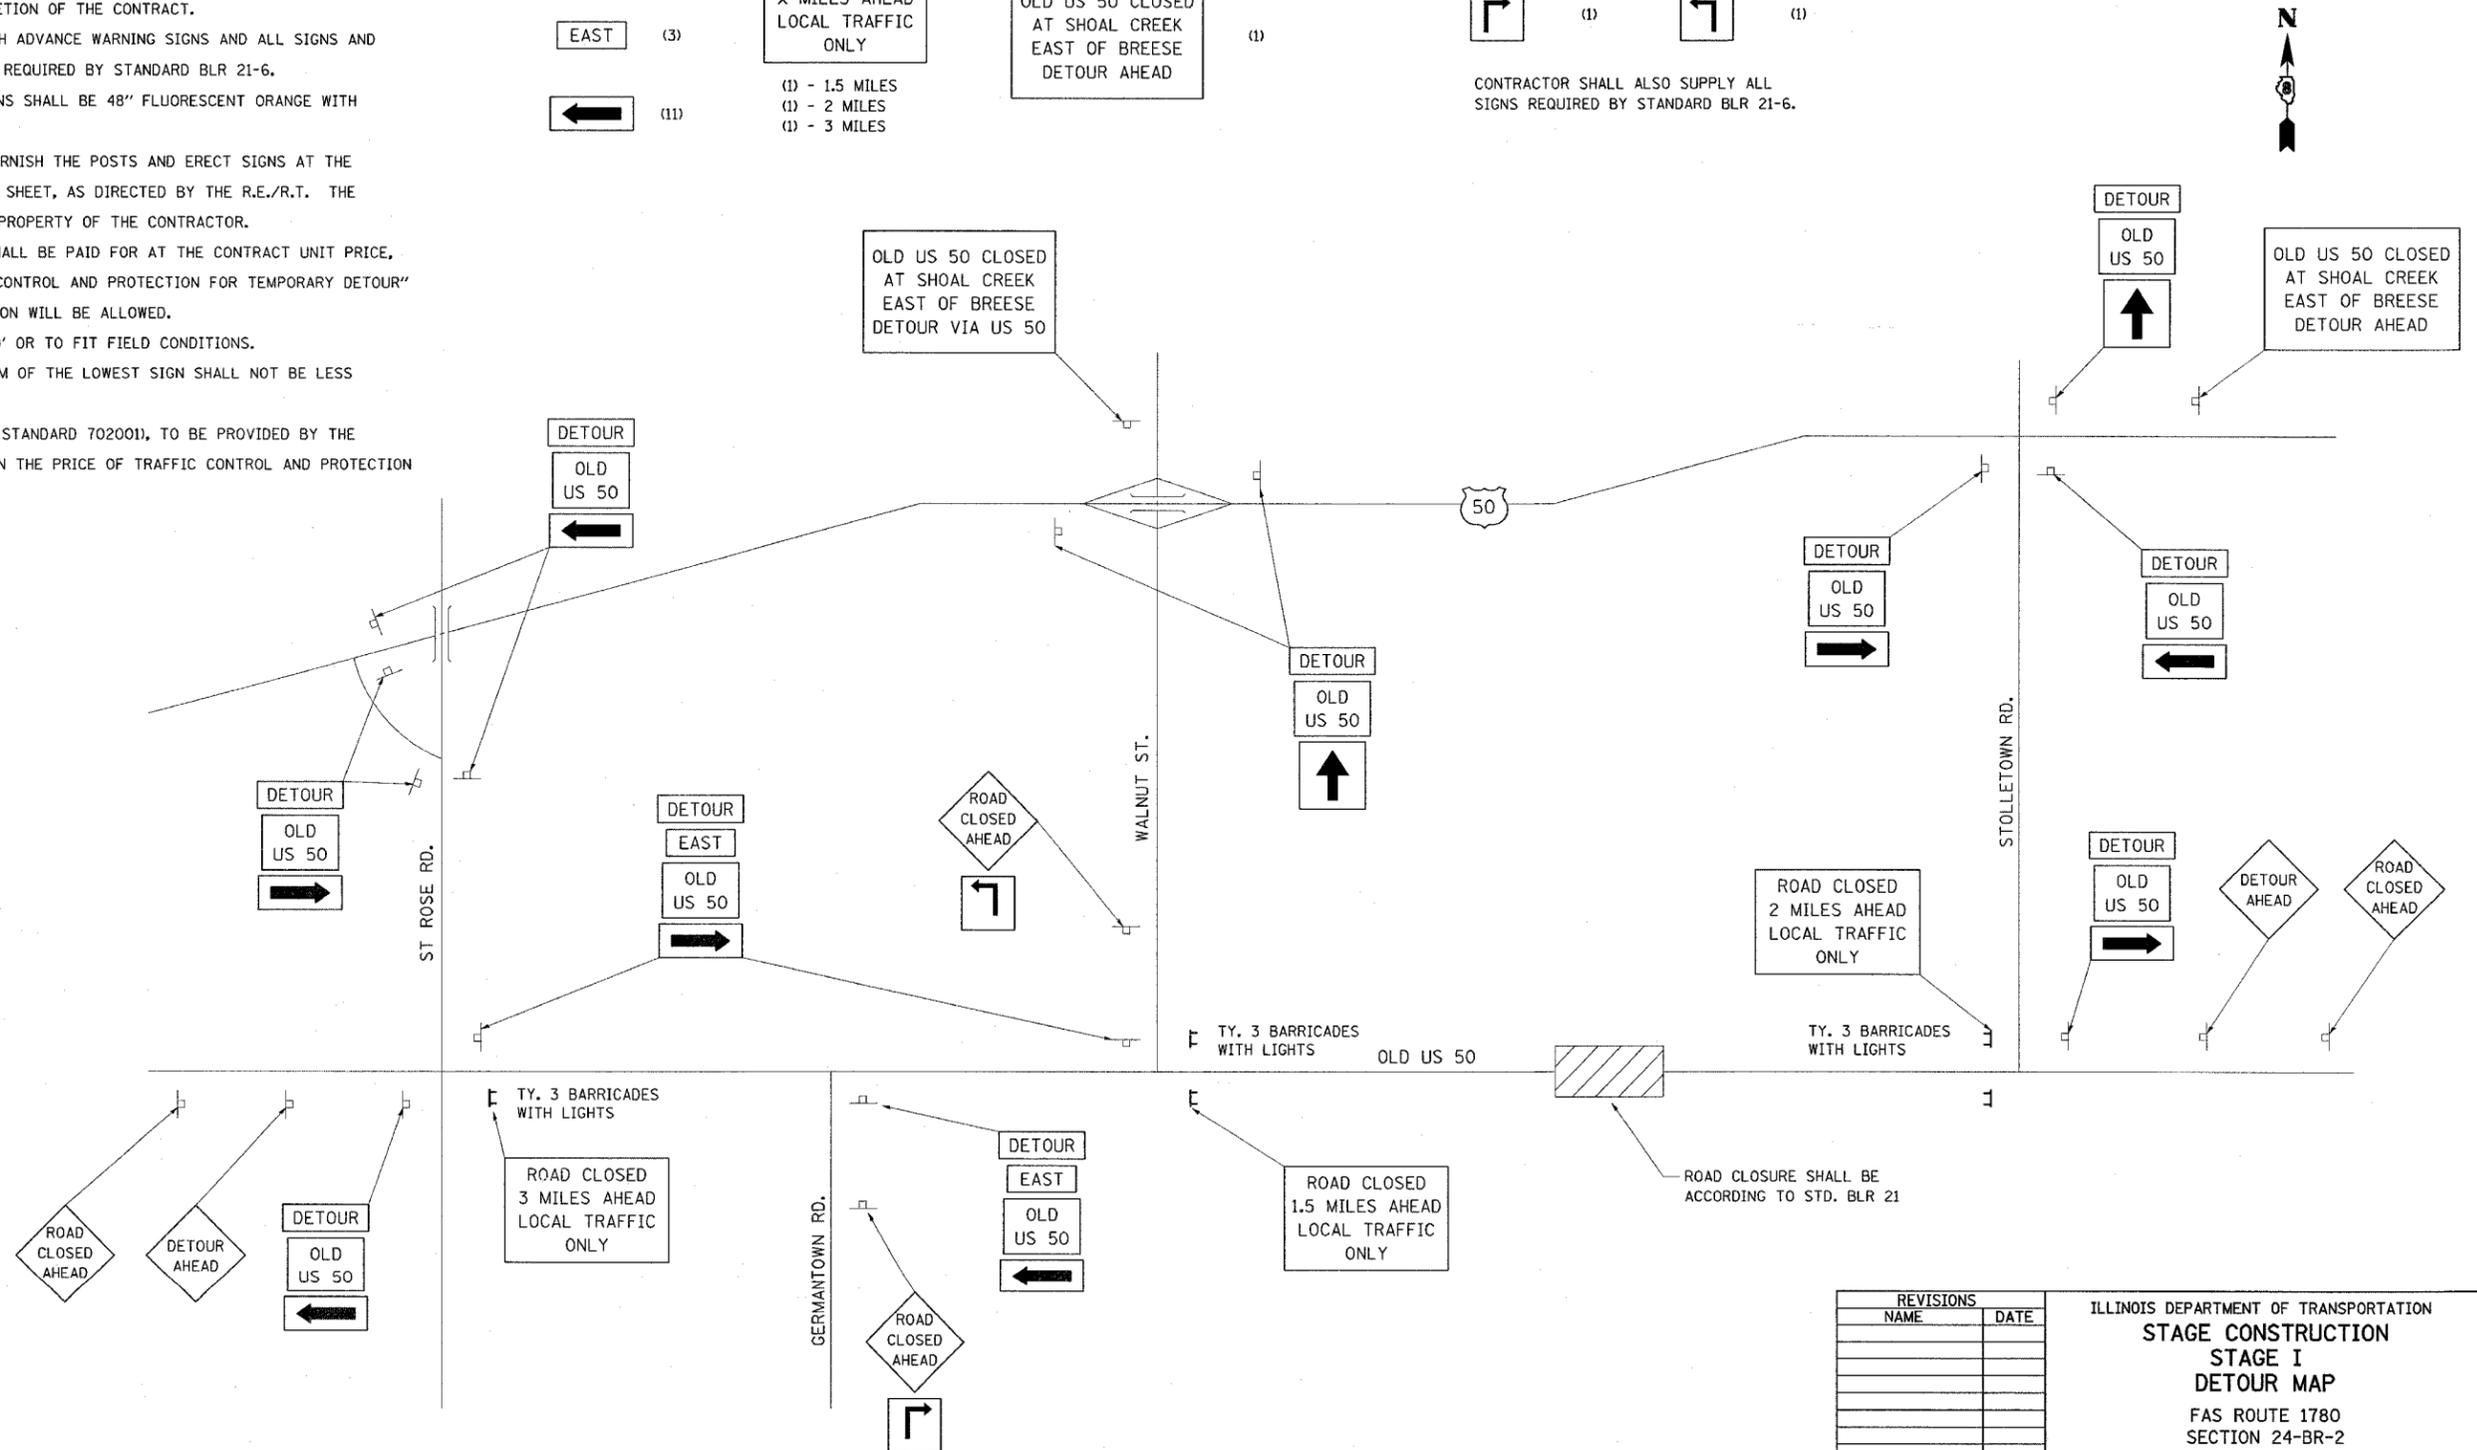 ETION OF THE CONTRACT.
H ADVANCE WARNING SIGNS AND ALL SIGNS AND
REQUIRED BY STANDARD BLR 21-6.
NS SHALL BE 48" FLUORESCENT ORANGE WITH
RNISH THE POSTS AND ERECT SIGNS AT THE
SHEET, AS DIRECTED BY THE R.E./R.T. THE
PROPERTY OF THE CONTRACTOR.
HALL BE PAID FOR AT THE CONTRACT UNIT PRICE,
CONTROL AND PROTECTION FOR TEMPORARY DETOUR"
ON WILL BE ALLOWED.
' OR TO FIT FIELD CONDITIONS.
M OF THE LOWEST SIGN SHALL NOT BE LESS
STANDARD 702001), TO BE PROVIDED BY THE
N THE PRICE OF TRAFFIC CONTROL AND PROTECTION
EAST (3)
(11)
X MILES AHEAD
LOCAL TRAFFIC
ONLY
(1) - 1.5 MILES
(1) - 2 MILES
(1) - 3 MILES
OLD US 50 CLOSED
AT SHOAL CREEK
EAST OF BREESE
DETOUR AHEAD
(1)
(1)
(1)
CONTRACTOR SHALL ALSO SUPPLY ALL
SIGNS REQUIRED BY STANDARD BLR 21-6.
N
8
OLD US 50 CLOSED
AT SHOAL CREEK
EAST OF BREESE
DETOUR VIA US 50
DETOUR
OLD
US 50
OLD US 50 CLOSED
AT SHOAL CREEK
EAST OF BREESE
DETOUR AHEAD
DETOUR
OLD
US 50
50
DETOUR
OLD
US 50
DETOUR
OLD
US 50
DETOUR
OLD
US 50
DETOUR
OLD
US 50
ST ROSE RD.
DETOUR
EAST
OLD
US 50
ROAD
CLOSED
AHEAD
WALNUT ST.
STOLLETOWN RD.
ROAD CLOSED
2 MILES AHEAD
LOCAL TRAFFIC
ONLY
DETOUR
OLD
US 50
DETOUR
AHEAD
ROAD
CLOSED
AHEAD
TY. 3 BARRICADES
WITH LIGHTS
OLD US 50
TY. 3 BARRICADES
WITH LIGHTS
TY. 3 BARRICADES
WITH LIGHTS
ROAD
CLOSED
AHEAD
DETOUR
AHEAD
DETOUR
OLD
US 50
ROAD CLOSED
3 MILES AHEAD
LOCAL TRAFFIC
ONLY
GERMANTOWN RD.
DETOUR
EAST
OLD
US 50
ROAD
CLOSED
AHEAD
ROAD CLOSED
1.5 MILES AHEAD
LOCAL TRAFFIC
ONLY
ROAD CLOSURE SHALL BE
ACCORDING TO STD. BLR 21
REVISIONS
NAME DATE
ILLINOIS DEPARTMENT OF TRANSPORTATION
STAGE CONSTRUCTION
STAGE I
DETOUR MAP
FAS ROUTE 1780
SECTION 24-BR-2